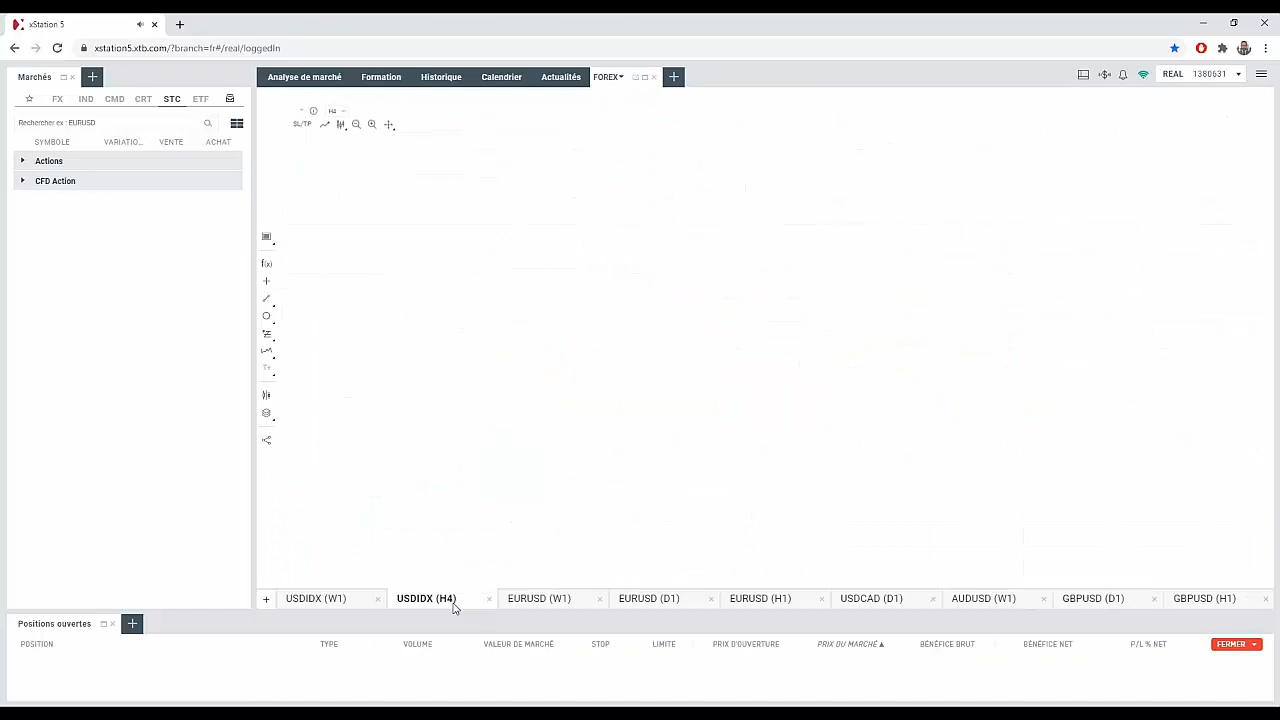 xStation 5
xstation5.xtb.com/?branch=fr#/real/loggedIn
Marchés
Analyse de marché Formation Historique Calendrier Actualités FOREX
REAL 1380631
FX IND CMD CRT STC ETF
Rechercher ex : EURUSD
SYMBOLE VARIATIO... VENTE ACHAT
Actions
CFD Action
H4
SL/TP
f(x)
Tт
USDIDX (W1) USDIDX (H4) EURUSD (W1) EURUSD (D1) EURUSD (H1) USDCAD (D1) AUDUSD (W1) GBPUSD (D1) GBPUSD (H1)
Positions ouvertes
POSITION TYPE VOLUME VALEUR DE MARCHÉ STOP LIMITE PRIX D'OUVERTURE PRIX DU MARCHÉ ▲ BÉNÉFICE BRUT BÉNÉFICE NET P/L % NET FERMER